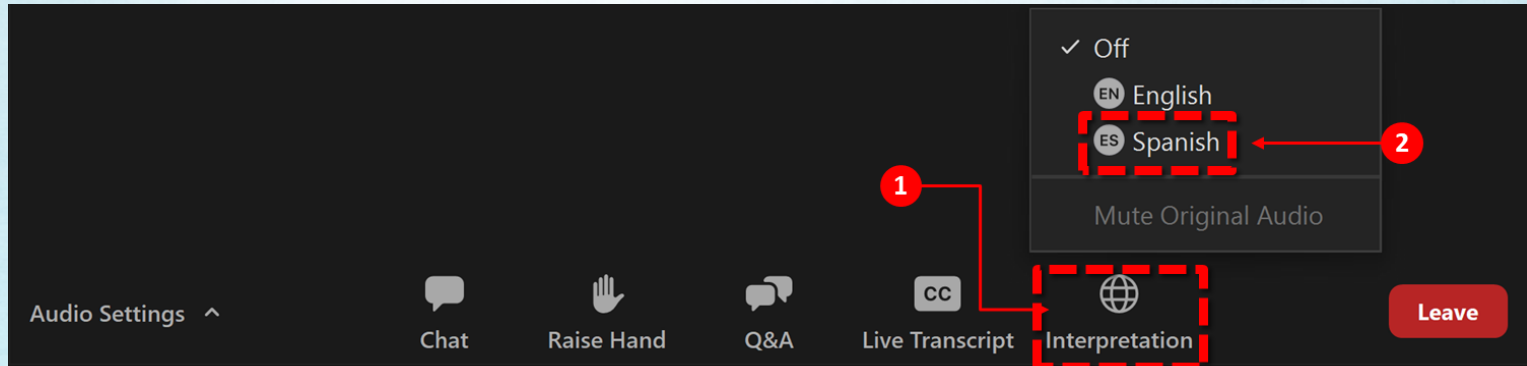 Off
EN English
ES Spanish
2
1
Mute Original Audio
Audio Settings
CC
Chat
Raise Hand
Q&A
Live Transcript
Interpretation
Leave